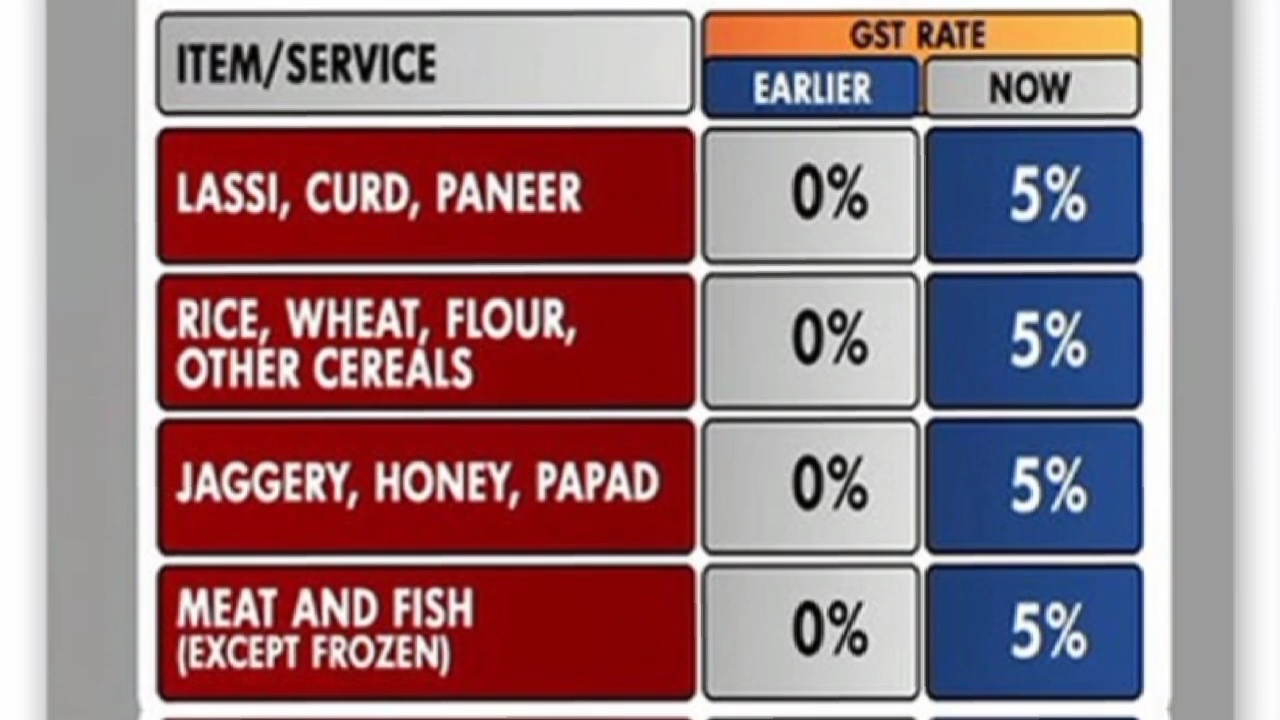 ITEM/SERVICE
GST RATE
EARLIER
NOW
LASSI, CURD, PANEER
0%
5%
RICE, WHEAT, FLOUR,
OTHER CEREALS
0%
5%
JAGGERY, HONEY, PAPAD
0%
5%
MEAT AND FISH
(EXCEPT FROZEN)
0%
5%